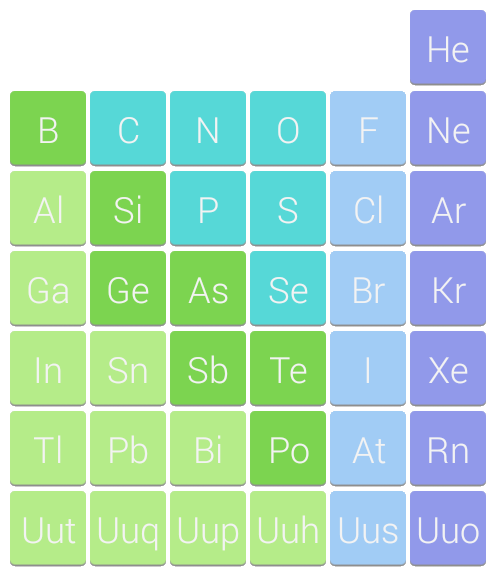 He
B C N O F Ne
Al Si P S Cl Ar
Ga Ge As Se Br Kr
In Sn Sb Te I Xe
Tl Pb Bi Po At Rn
Uut Uuq Uup Uuh Uus Uuo